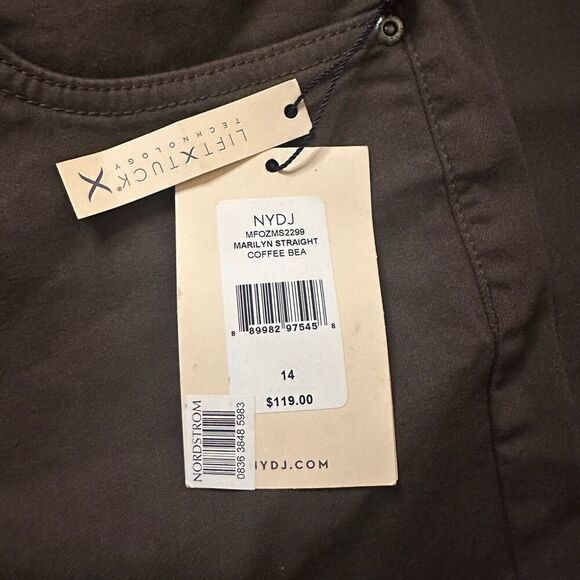 LIFTXTUCK®
TECHNOLOGY
X
NYDJ
MFOZMS2299
MARILYN STRAIGHT
COFFEE BEA
8 89982 97545 8
14
$119.00
NORDSTROM
0836 3848 5983
NYDJ.COM